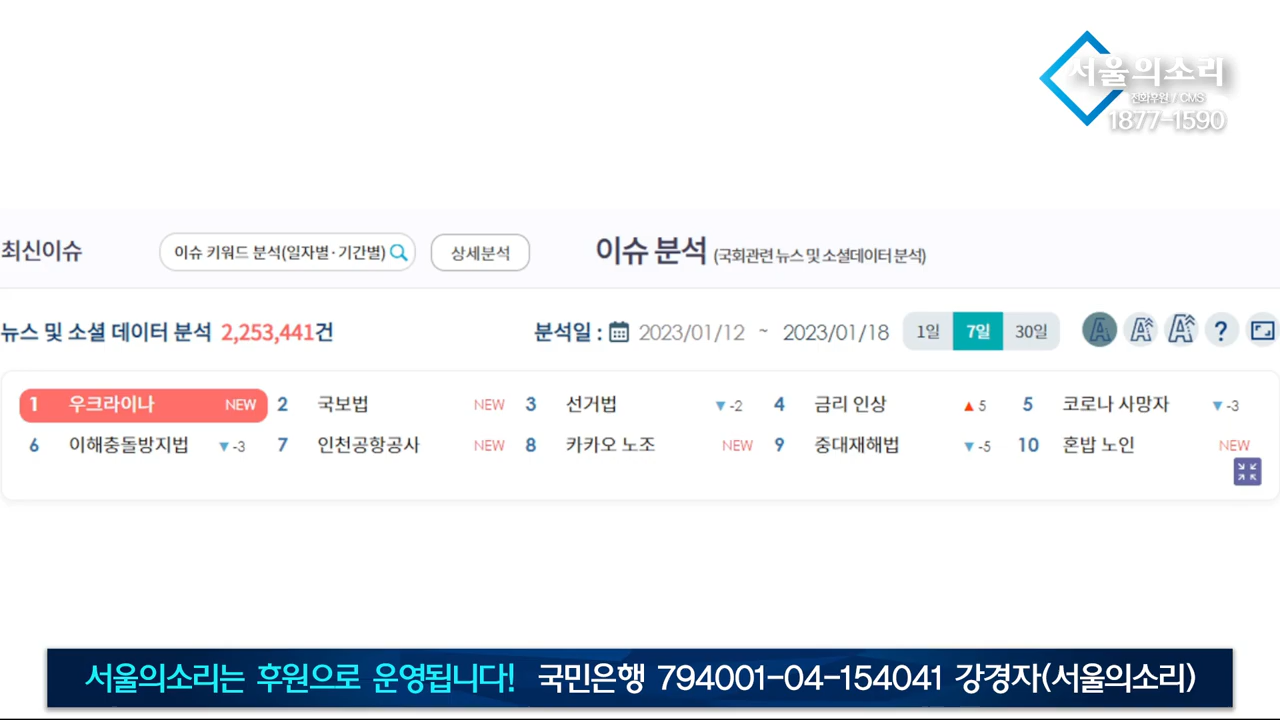 서울의소리
전화후원 / CMS
1877-1590
최신이슈
이슈 키워드 분석(일자별·기간별)
상세분석
이슈 분석 (국회관련 뉴스 및 소셜데이터 분석)
뉴스 및 소셜 데이터 분석 2,253,441건
분석일 : 2023/01/12 ~ 2023/01/18 1일 7일 30일 A A A ?
1 우크라이나 NEW 2 국보법 NEW 3 선거법 ▼ -2 4 금리 인상 ▲ 5 5 코로나 사망자 ▼ -3
6 이해충돌방지법 ▼ -3 7 인천공항공사 NEW 8 카카오 노조 NEW 9 중대재해법 ▼ -5 10 혼밥 노인 NEW
서울의소리는 후원으로 운영됩니다! 국민은행 794001-04-154041 강경자(서울의소리)